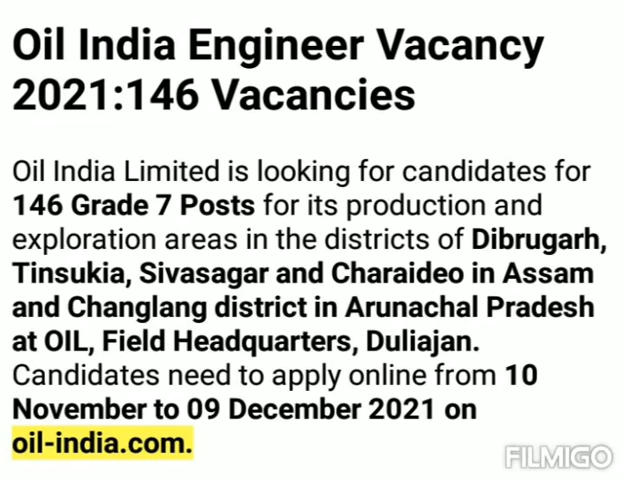 Oil India Engineer Vacancy
2021:146 Vacancies
Oil India Limited is looking for candidates for
146 Grade 7 Posts for its production and
exploration areas in the districts of Dibrugarh,
Tinsukia, Sivasagar and Charaideo in Assam
and Changlang district in Arunachal Pradesh
at OIL, Field Headquarters, Duliajan.
Candidates need to apply online from 10
November to 09 December 2021 on
oil-india.com.
FILMIGO